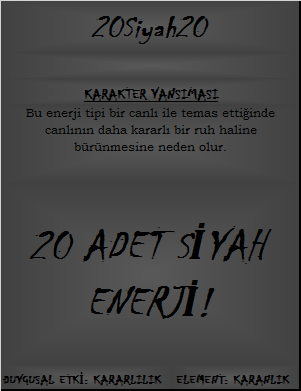 20Siyah20
KARAKTER YANSIMASI
Bu enerji tipi bir canlı ile temas ettiğinde
canlının daha kararlı bir ruh haline
bürünmesine neden olur.
20 ADET SİYAH
ENERJİ!
DUYGUSAL ETKİ: KARARLILIK ELEMENT: KARANLIK